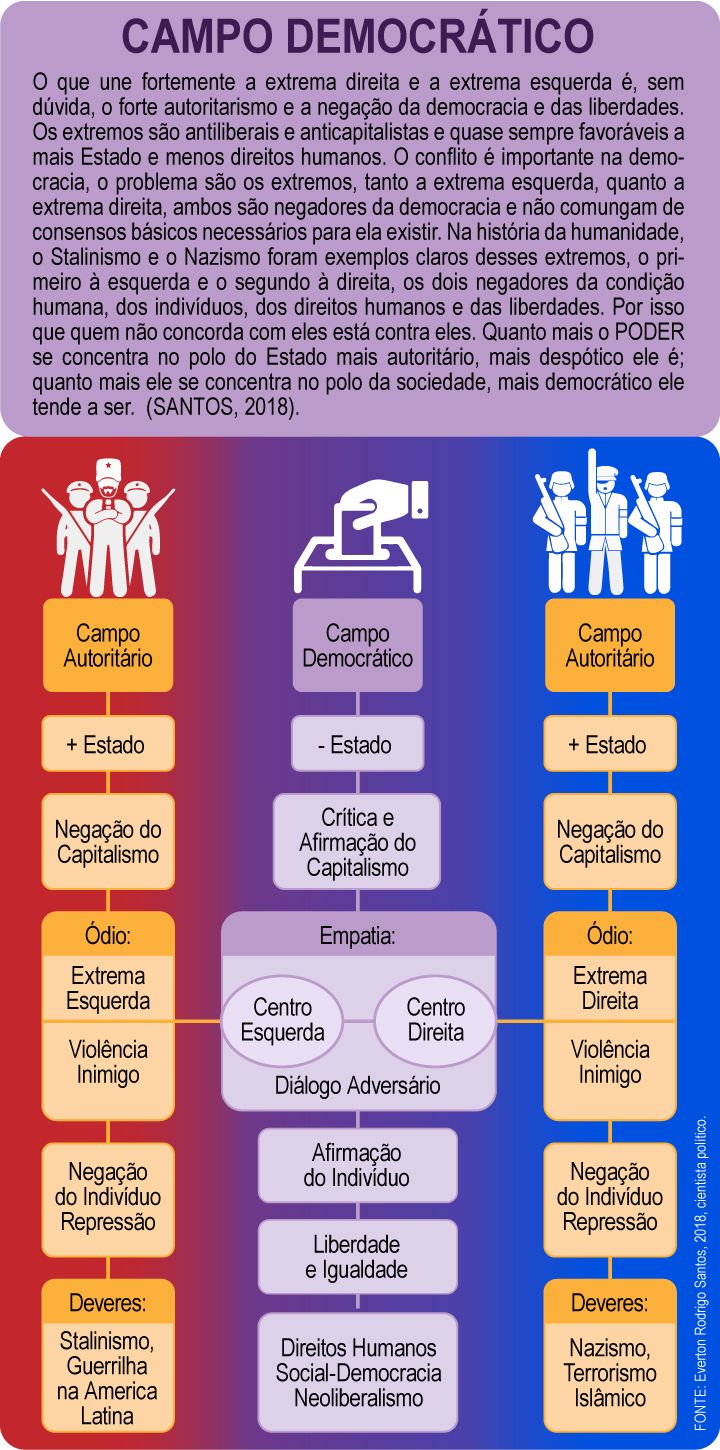 CAMPO DEMOCRÁTICO
O que une fortemente a extrema direita e a extrema esquerda é, sem
dúvida, o forte autoritarismo e a negação da democracia e das liberdades.
Os extremos são antiliberais e anticapitalistas e quase sempre favoráveis a
mais Estado e menos direitos humanos. O conflito é importante na demo-
cracia, o problema são os extremos, tanto a extrema esquerda, quanto a
extrema direita, ambos são negadores da democracia e não comungam de
consensos básicos necessários para ela existir. Na história da humanidade,
o Stalinismo e o Nazismo foram exemplos claros desses extremos, o pri-
meiro à esquerda e o segundo à direita, os dois negadores da condição
humana, dos indivíduos, dos direitos humanos e das liberdades. Por isso
que quem não concorda com eles está contra eles. Quanto mais o PODER
se concentra no polo do Estado mais autoritário, mais despótico ele é;
quanto mais ele se concentra no polo da sociedade, mais democrático ele
tende a ser. (SANTOS, 2018).
Campo
Autoritário
+ Estado
Negação do
Capitalismo
Ódio:
Extrema
Esquerda
Violência
Inimigo
Negação
do Indivíduo
Repressão
Deveres:
Stalinismo,
Guerrilha
na America
Latina
Campo
Democrático
- Estado
Crítica e
Afirmação do
Capitalismo
Empatia:
Centro
Esquerda
Centro
Direita
Diálogo Adversário
Afirmação
do Indivíduo
Liberdade
e Igualdade
Direitos Humanos
Social-Democracia
Neoliberalismo
Campo
Autoritário
+ Estado
Negação do
Capitalismo
Ódio:
Extrema
Direita
Violência
Inimigo
Negação
do Indivíduo
Repressão
Deveres:
Nazismo,
Terrorismo
Islâmico
FONTE: Everton Rodrigo Santos, 2018, cientista político.